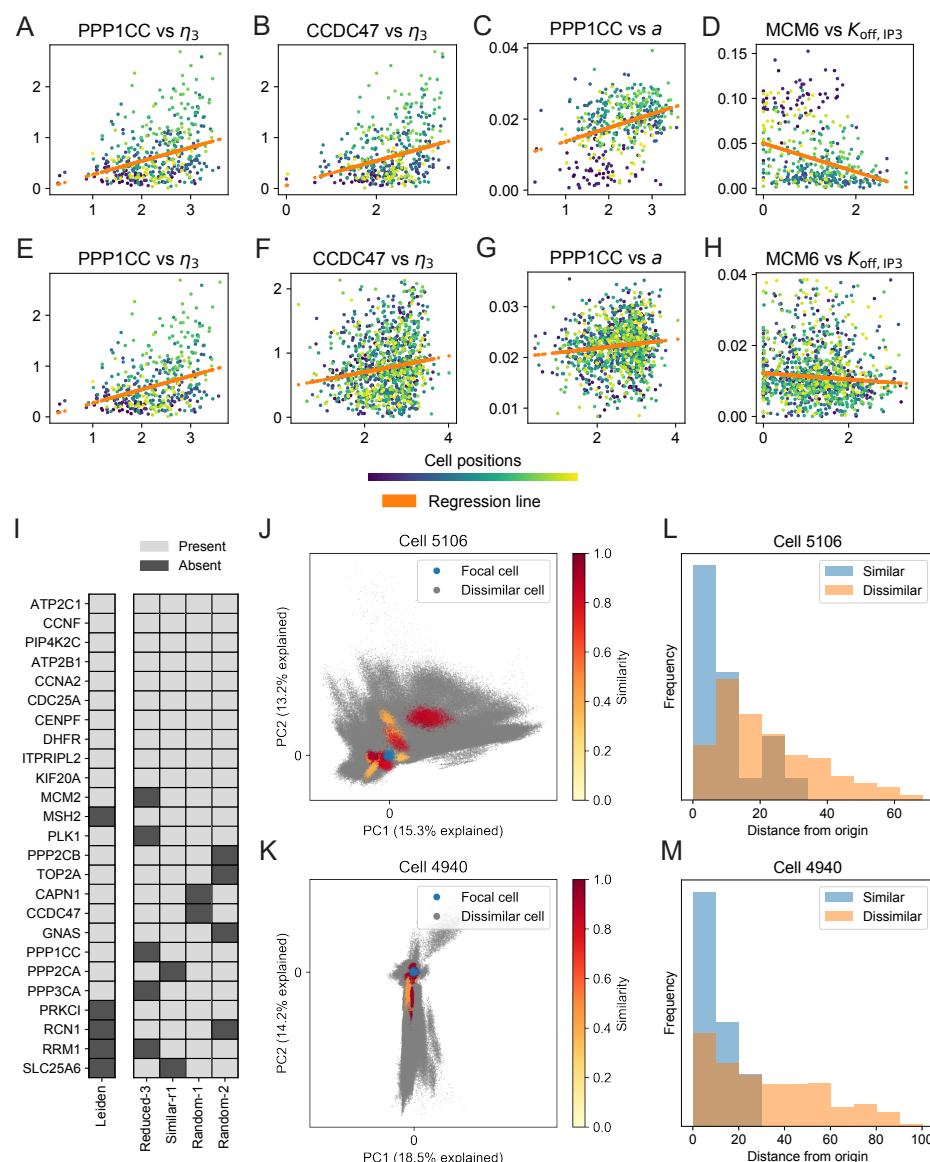 A
PPP1CC vs η3
2
1
0
1
2
3
B
CCDC47 vs η3
2
1
0
0
2
C
PPP1CC vs a
0.04
0.02
0.00
1
2
3
D
MCM6 vs Koff, IP3
0.15
0.10
0.05
0.00
0
2
E
PPP1CC vs η3
2
1
0
1
2
3
F
CCDC47 vs η3
2
1
0
2
4
G
PPP1CC vs a
0.03
0.02
0.01
2
4
H
MCM6 vs Koff, IP3
0.04
0.02
0.00
0
2
Cell positions
Regression line
I
Present
Absent
ATP2C1
CCNF
PIP4K2C
ATP2B1
CCNA2
CDC25A
CENPF
DHFR
ITPRIPL2
KIF20A
MCM2
MSH2
PLK1
PPP2CB
TOP2A
CAPN1
CCDC47
GNAS
PPP1CC
PPP2CA
PPP3CA
PRKCI
RCN1
RRM1
SLC25A6
Leiden
Reduced-3
Similar-r1
Random-1
Random-2
J
Cell 5106
Focal cell
Dissimilar cell
PC2 (13.2% explained)
0
0
PC1 (15.3% explained)
1.0
0.8
0.6
0.4
0.2
0.0
Similarity
K
Cell 4940
Focal cell
Dissimilar cell
PC2 (14.2% explained)
0
0
PC1 (18.5% explained)
1.0
0.8
0.6
0.4
0.2
0.0
Similarity
L
Cell 5106
Similar
Dissimilar
Frequency
0
20
40
60
Distance from origin
M
Cell 4940
Similar
Dissimilar
Frequency
0
20
40
60
80
100
Distance from origin